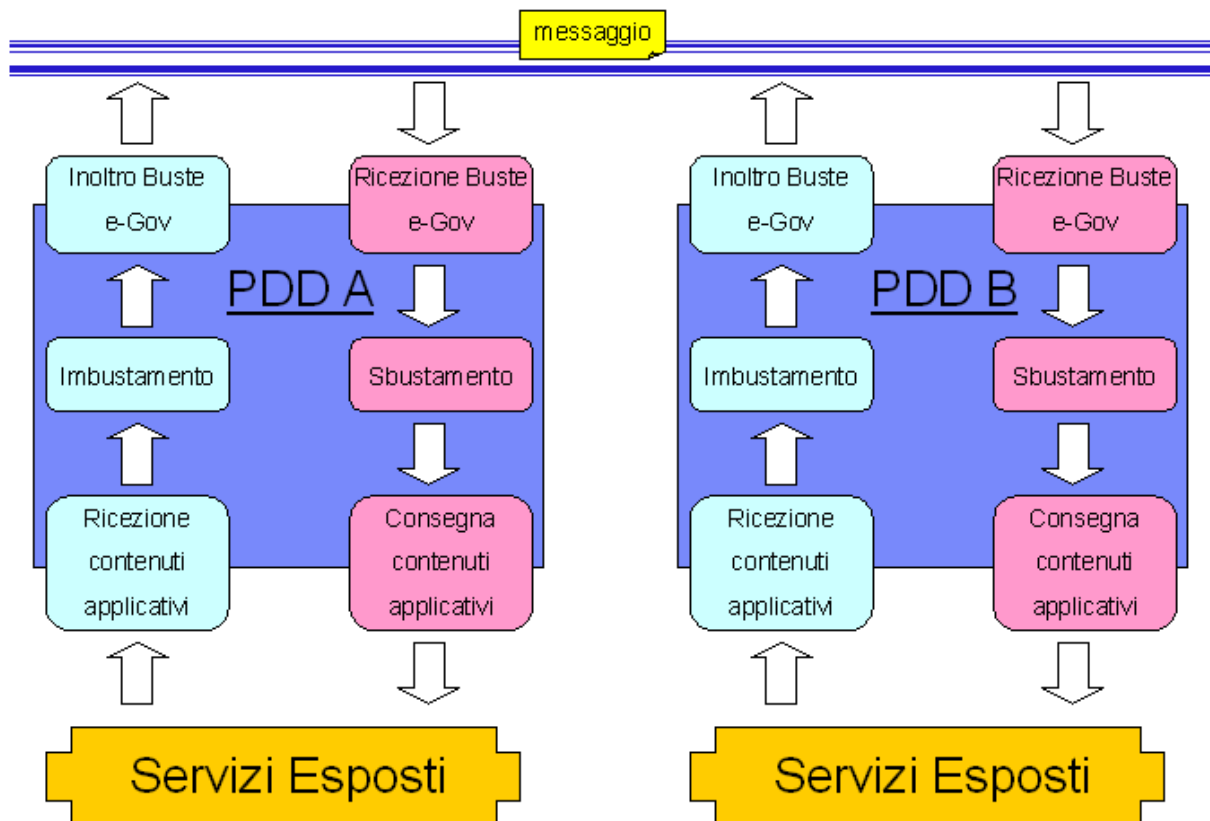 messaggio
Inoltro Buste
e-Gov
Ricezione Buste
e-Gov
PDD A
Imbustamento
Sbustamento
Ricezione
contenuti
applicativi
Consegna
contenuti
applicativi
Servizi Esposti
Inoltro Buste
e-Gov
Ricezione Buste
e-Gov
PDD B
Imbustamento
Sbustamento
Ricezione
contenuti
applicativi
Consegna
contenuti
applicativi
Servizi Esposti